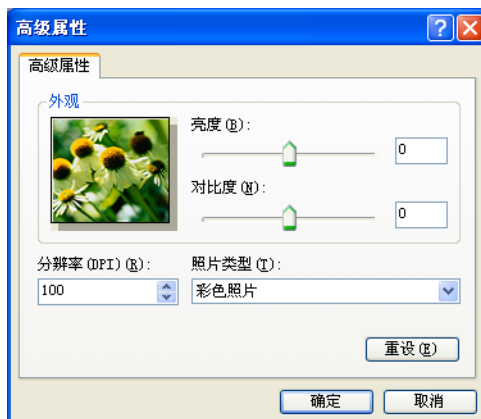 高级属性
高级属性
外观
亮度(B):
0
对比度(N):
0
分辨率(DPI)(R):
照片类型(T):
100
彩色照片
重设(E)
确定
取消